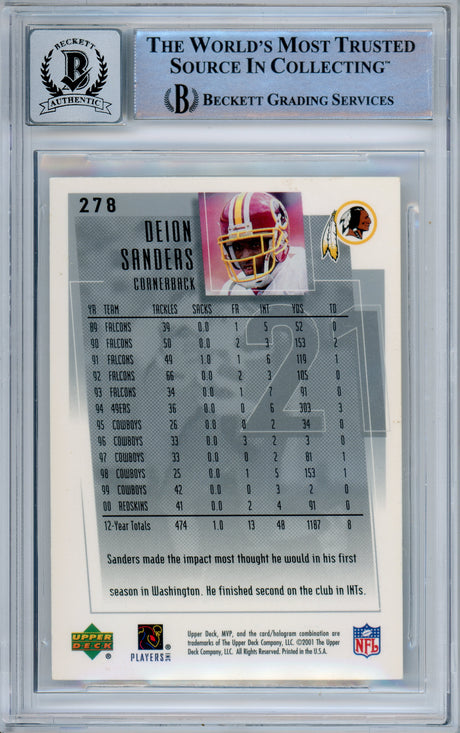 BECKETT
B
AUTHENTIC
THE WORLD'S MOST TRUSTED
SOURCE IN COLLECTING™
B BECKETT GRADING SERVICES
278
DEION
SANDERS
CORNERBACK
YR TEAM TACKLES SACKS FR INT YDS TD
89 FALCONS 39 0.0 1 5 52 0
90 FALCONS 50 0.0 2 3 153 2
91 FALCONS 49 1.0 1 6 119 1
92 FALCONS 66 0.0 2 3 105 0
93 FALCONS 34 0.0 1 7 91 0
94 49ERS 36 0.0 0 6 303 3
95 COWBOYS 26 0.0 0 2 34 0
96 COWBOYS 33 0.0 3 2 3 0
97 COWBOYS 33 0.0 0 2 81 1
98 COWBOYS 25 0.0 1 5 153 1
99 COWBOYS 42 0.0 0 3 2 0
00 REDSKINS 41 0.0 2 4 91 0
12-Year Totals 474 1.0 13 48 1187 8
21
Sanders made the impact most thought he would in his first
season in Washington. He finished second on the club in INTs.
UPPER DECK ®
PLAYERS INC
Upper Deck, MVP, and the card/hologram combination are
trademarks of The Upper Deck Company, LLC. ©2001 The Upper
Deck Company, LLC. All Rights Reserved. Printed in the U.S.A.
NFL ®